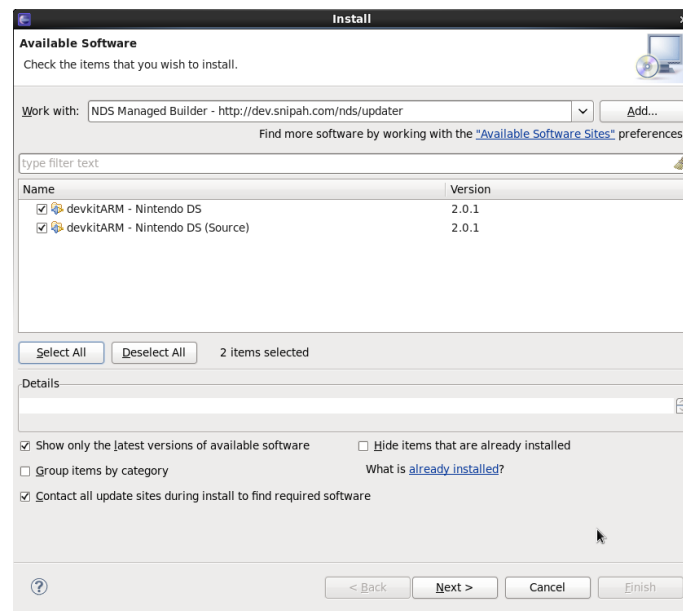 Install
Available Software
Check the items that you wish to install.
Work with: NDS Managed Builder - http://dev.snipah.com/nds/updater Add...
Find more software by working with the "Available Software Sites" preferences
type filter text
Name Version
devkitARM - Nintendo DS 2.0.1
devkitARM - Nintendo DS (Source) 2.0.1
Select All Deselect All 2 items selected
Details
Show only the latest versions of available software Hide items that are already installed
Group items by category What is already installed?
Contact all update sites during install to find required software
? < Back Next > Cancel Finish